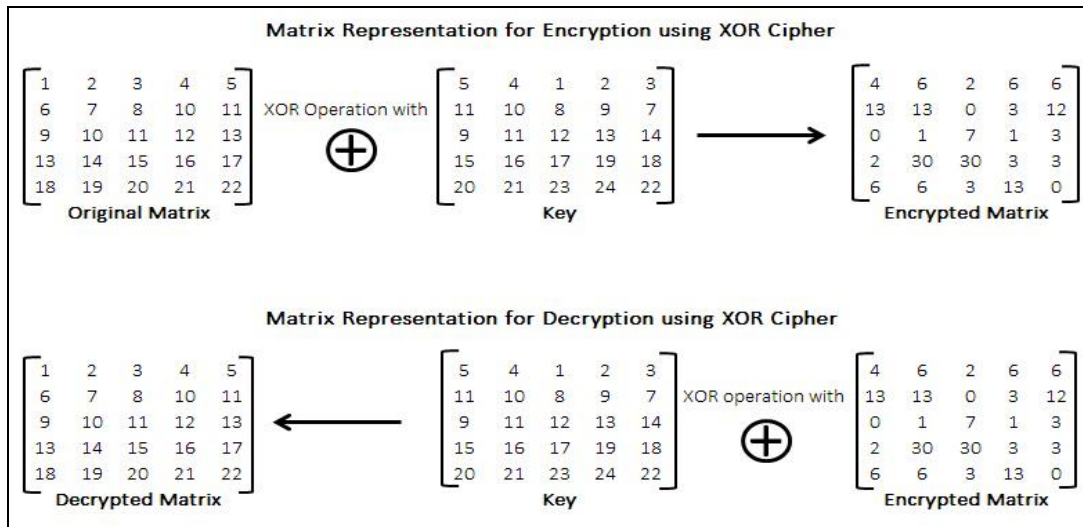 Matrix Representation for Encryption using XOR Cipher
1 2 3 4 5 5 4 1 2 3 4 6 2 6 6
6 7 8 10 11 XOR Operation with 11 10 8 9 7 13 13 0 3 12
9 10 11 12 13 9 11 12 13 14 0 1 7 1 3
13 14 15 16 17 15 16 17 19 18 2 30 30 3 3
18 19 20 21 22 20 21 23 24 22 6 6 3 13 0
Original Matrix Key Encrypted Matrix
Matrix Representation for Decryption using XOR Cipher
1 2 3 4 5 5 4 1 2 3 4 6 2 6 6
6 7 8 10 11 11 10 8 9 7 XOR operation with 13 13 0 3 12
9 10 11 12 13 9 11 12 13 14 0 1 7 1 3
13 14 15 16 17 15 16 17 19 18 2 30 30 3 3
18 19 20 21 22 20 21 23 24 22 6 6 3 13 0
Decrypted Matrix Key Encrypted Matrix